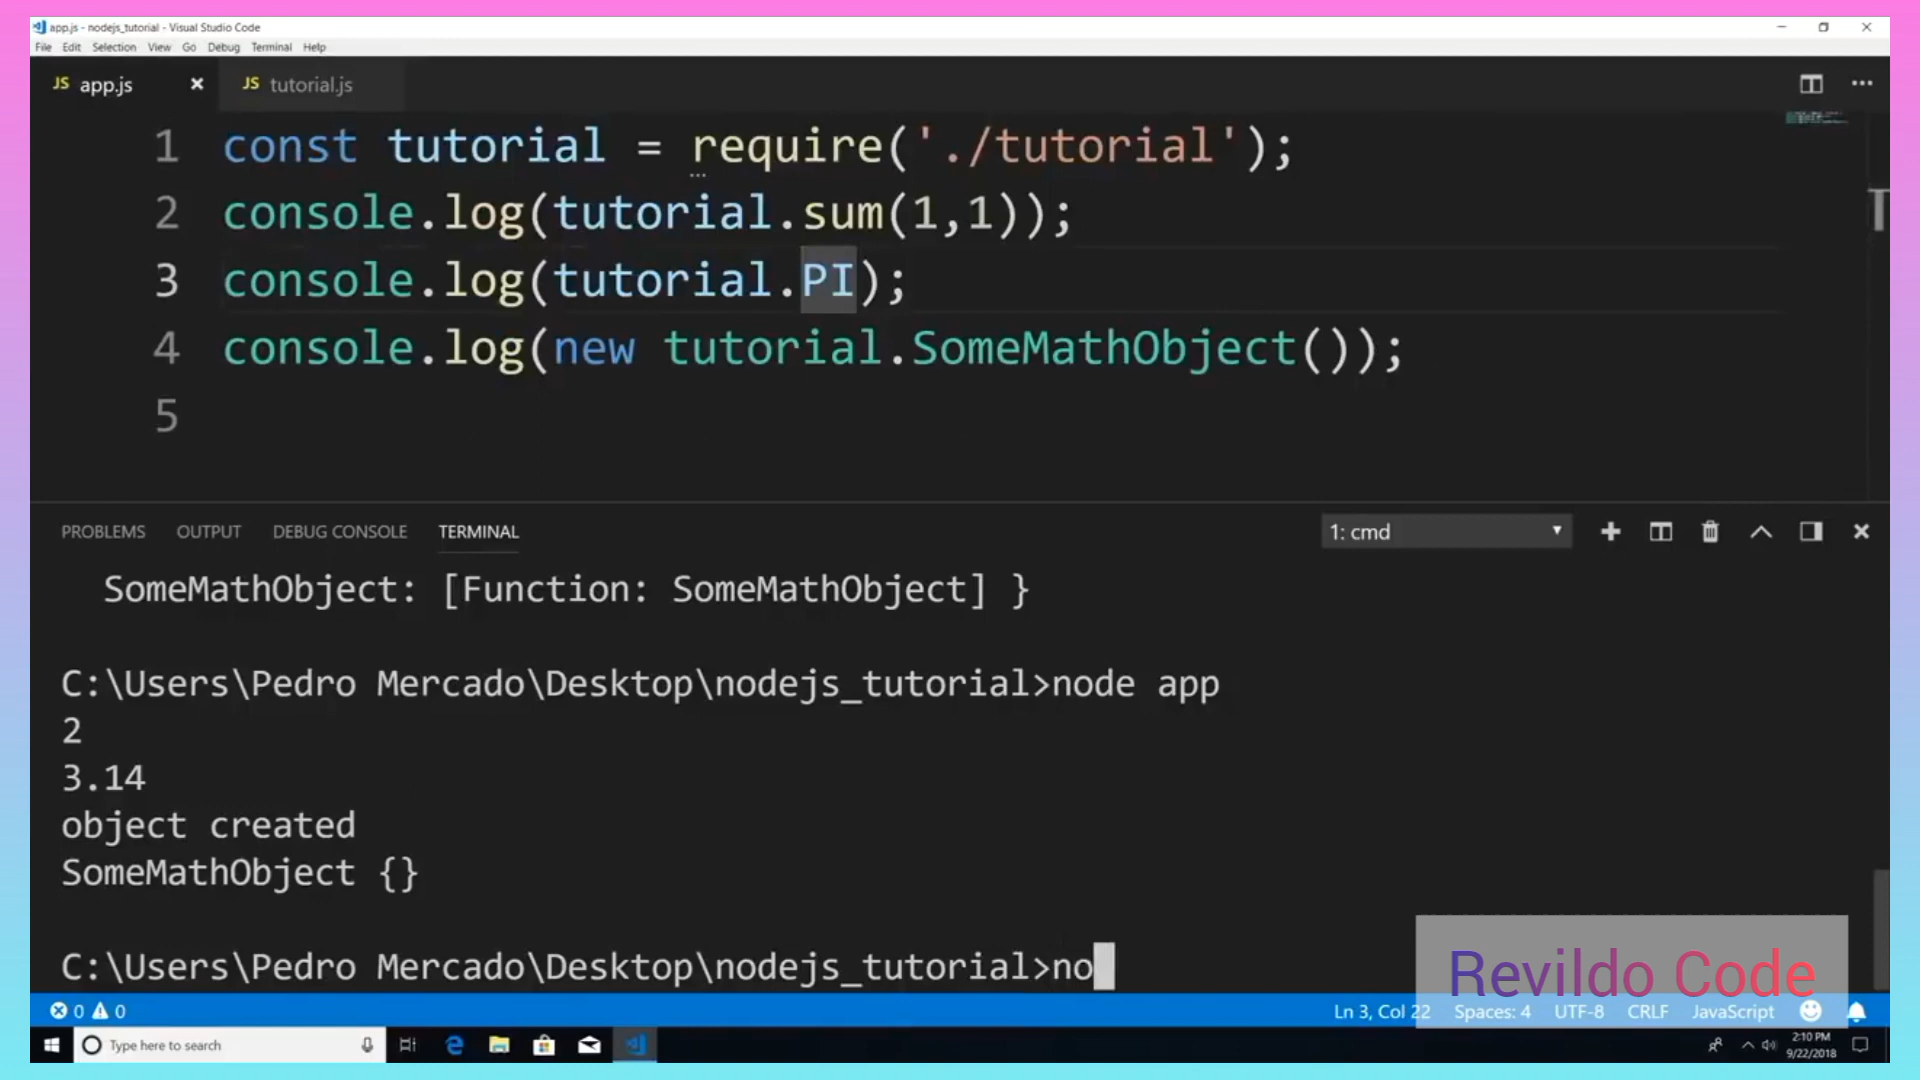 app.js - nodejs_tutorial - Visual Studio Code
File Edit Selection View Go Debug Terminal Help
JS app.js JS tutorial.js
1 const tutorial = require('./tutorial');
2 console.log(tutorial.sum(1,1));
3 console.log(tutorial.PI);
4 console.log(new tutorial.SomeMathObject());
5
PROBLEMS OUTPUT DEBUG CONSOLE TERMINAL 1: cmd
SomeMathObject: [Function: SomeMathObject] }
C:\Users\Pedro Mercado\Desktop\nodejs_tutorial>node app
2
3.14
object created
SomeMathObject {}
C:\Users\Pedro Mercado\Desktop\nodejs_tutorial>no
Revildo Code
0 0 Ln 3, Col 22 Spaces: 4 UTF-8 CRLF JavaScript
Type here to search
2:10 PM
9/22/2018